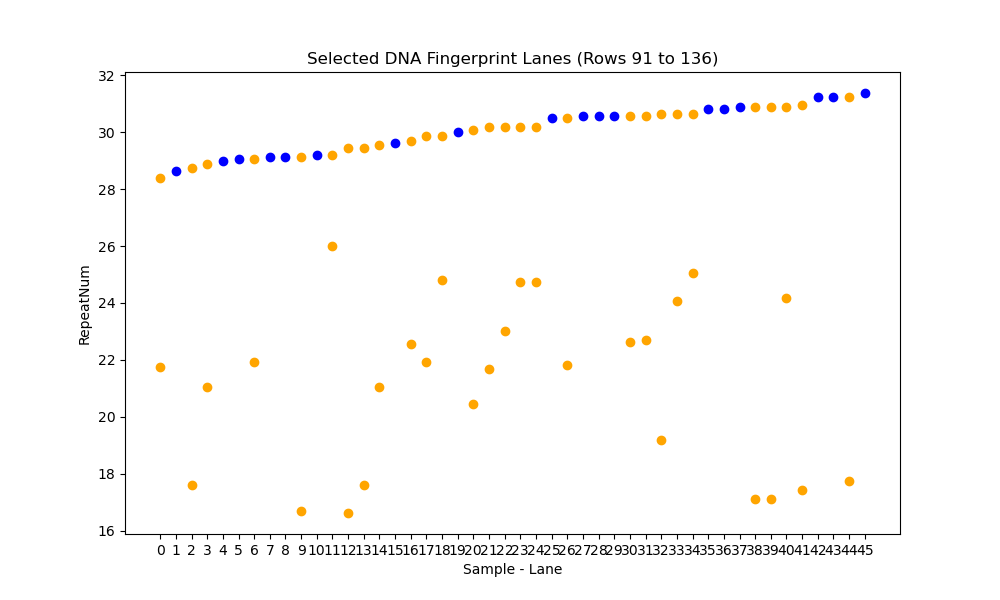 Selected DNA Fingerprint Lanes (Rows 91 to 136)
32
30
28
26
24
22
20
18
16
RepeatNum
0 1 2 3 4 5 6 7 8 9 10 11 12 13 14 15 16 17 18 19 20 21 22 23 24 25 26 27 28 29 30 31 32 33 34 35 36 37 38 39 40 41 42 43 44 45
Sample - Lane